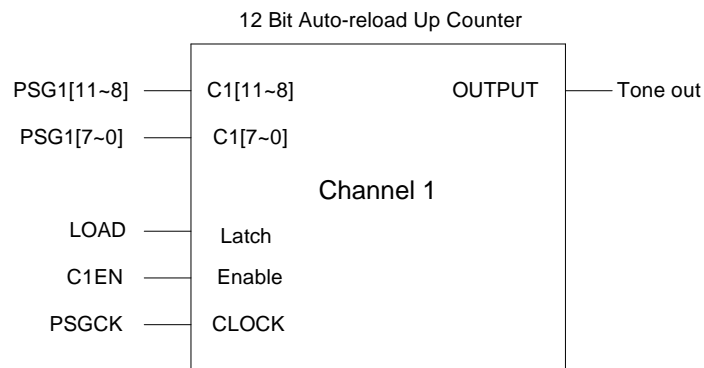 12 Bit Auto-reload Up Counter
PSG1[11~8] C1[11~8] OUTPUT Tone out
PSG1[7~0] C1[7~0]
Channel 1
LOAD Latch
C1EN Enable
PSGCK CLOCK